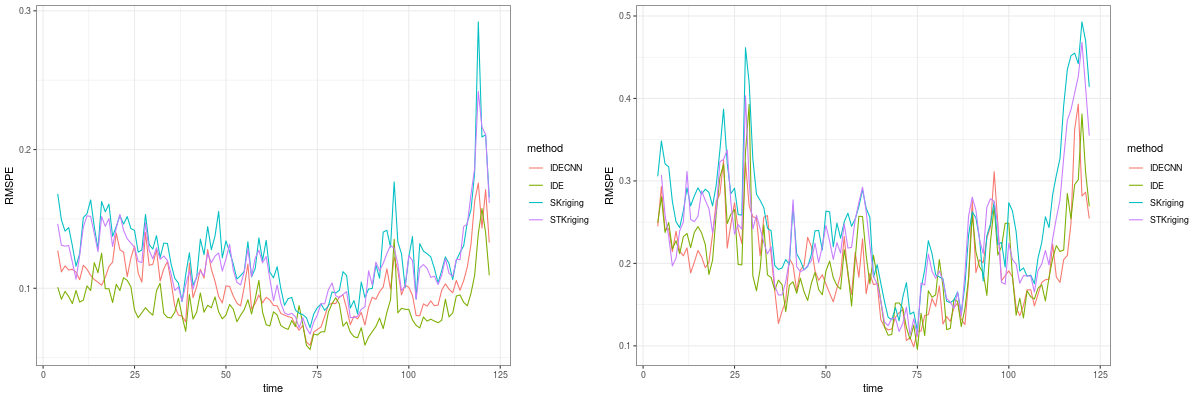 0.3
0.2
0.1
RMSPE
0
25
50
75
100
125
time
method
IDECNN
IDE
SKriging
STKriging
0.5
0.4
0.3
0.2
0.1
RMSPE
0
25
50
75
100
125
time
method
IDECNN
IDE
SKriging
STKriging